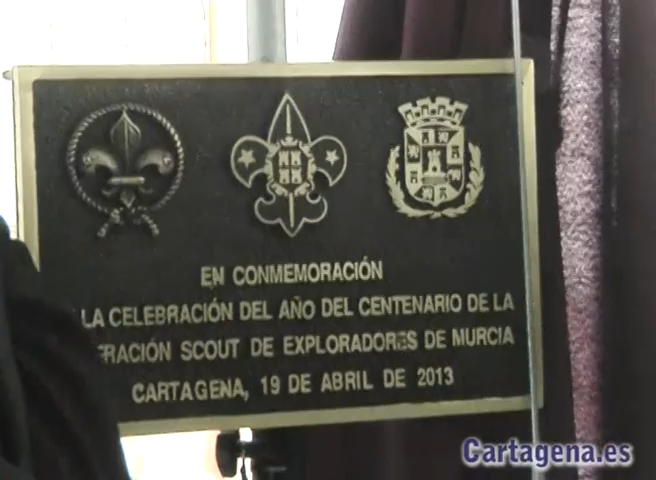 EN CONMEMORACIÓN
LA CELEBRACIÓN DEL AÑO DEL CENTENARIO DE LA
ERACIÓN SCOUT DE EXPLORADORES DE MURCIA
CARTAGENA, 19 DE ABRIL DE 2013
Cartagena.es